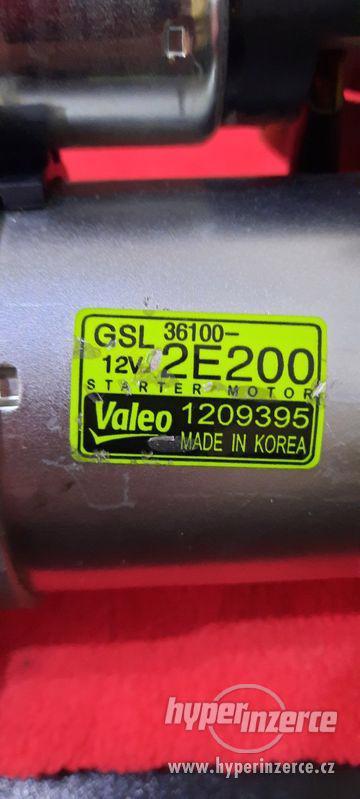 GSL 36100-
12V 2E200
STARTER MOTOR
Valeo 1209395
MADE IN KOREA
hyperinzerce
www.hyperinzerce.cz